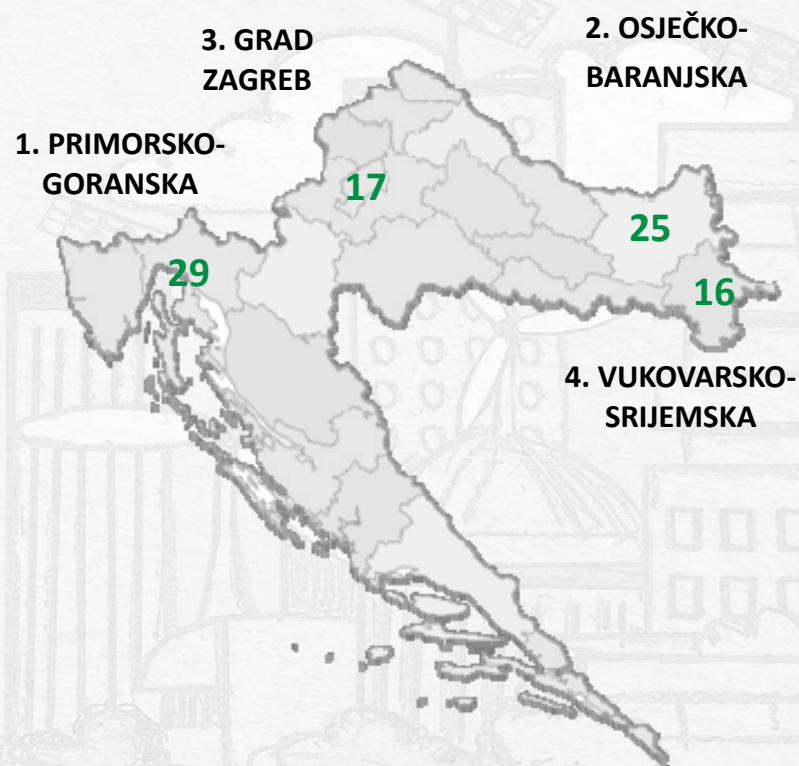 3. GRAD
ZAGREB
2. OSJEČKO-
BARANJSKA
1. PRIMORSKO-
GORANSKA
17
25
29
16
4. VUKOVARSKO-
SRIJEMSKA